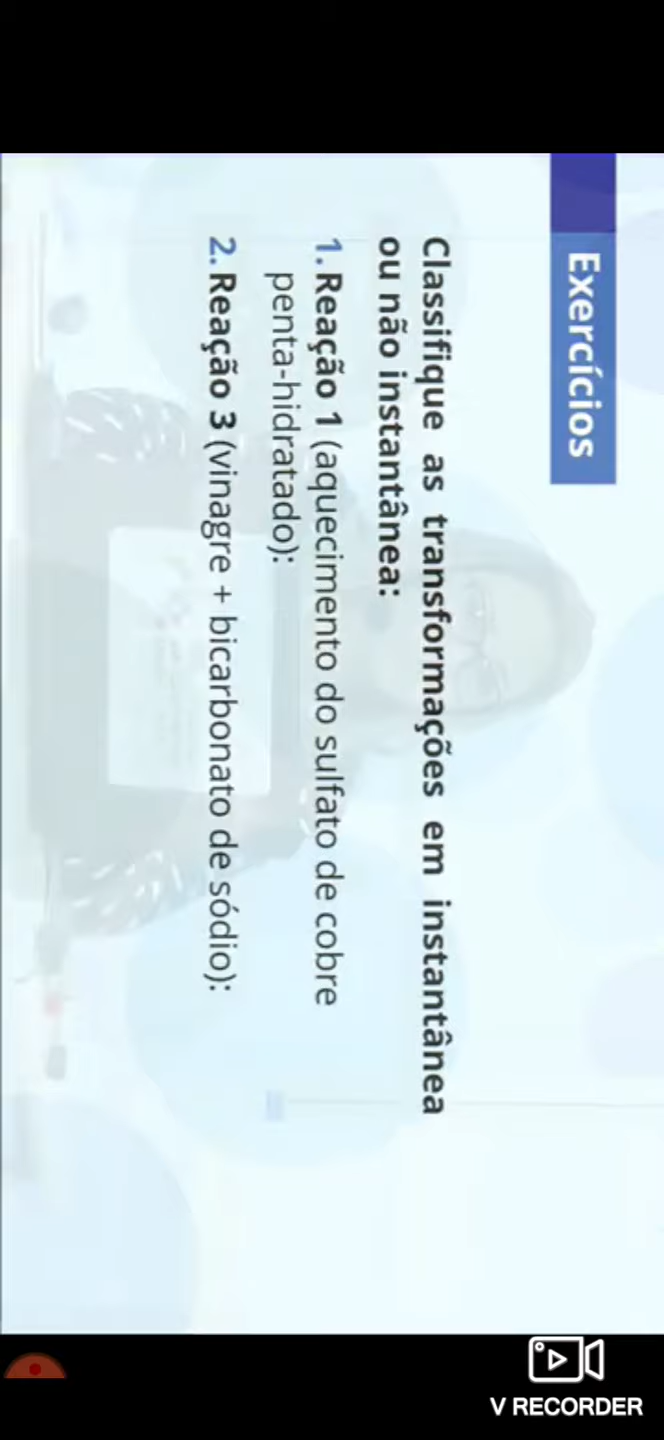 Exercícios
Classifique as transformações em instantânea
ou não instantânea:
1. Reação 1 (aquecimento do sulfato de cobre
penta-hidratado):
2. Reação 3 (vinagre + bicarbonato de sódio):
V RECORDER